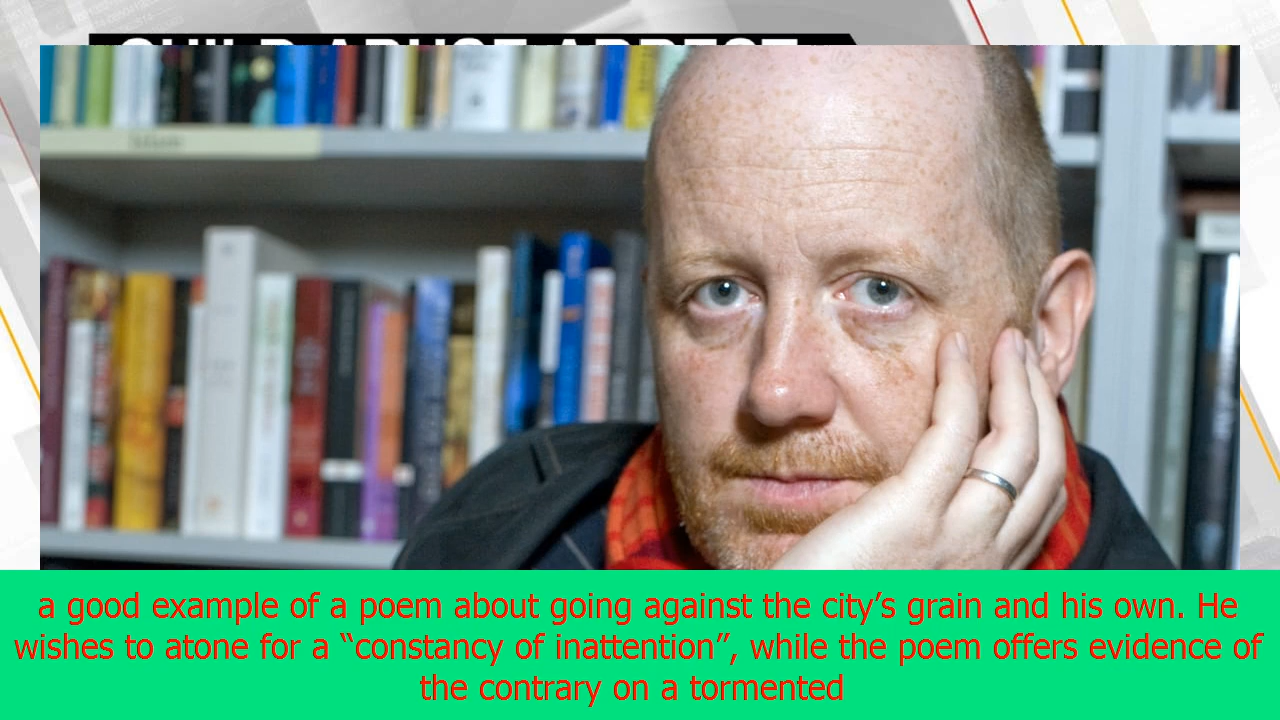 a good example of a poem about going against the city’s grain and his own. He
wishes to atone for a “constancy of inattention”, while the poem offers evidence of
the contrary on a tormented